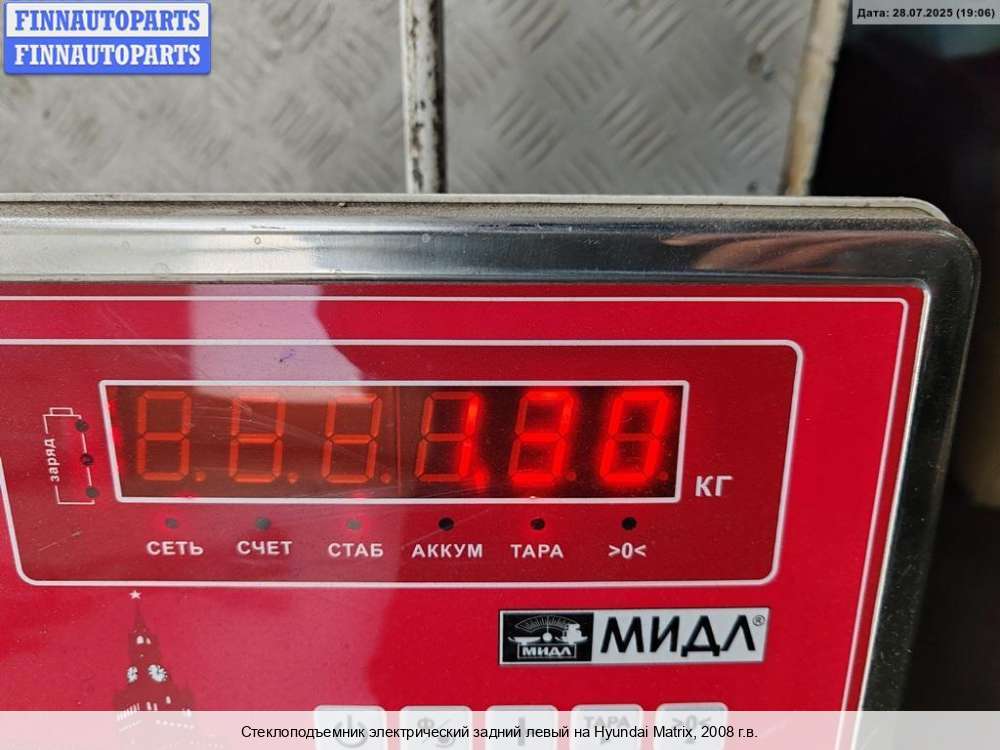 FINNAUTOPARTS
FINNAUTOPARTS
Дата: 28.07.2025 (19:06)
заряд
1.30
КГ
СЕТЬ СЧЕТ СТАБ АККУМ ТАРА >0<
МИДЛ
МИДЛ®
ТАРА >0<
Стеклоподъемник электрический задний левый на Hyundai Matrix, 2008 г.в.